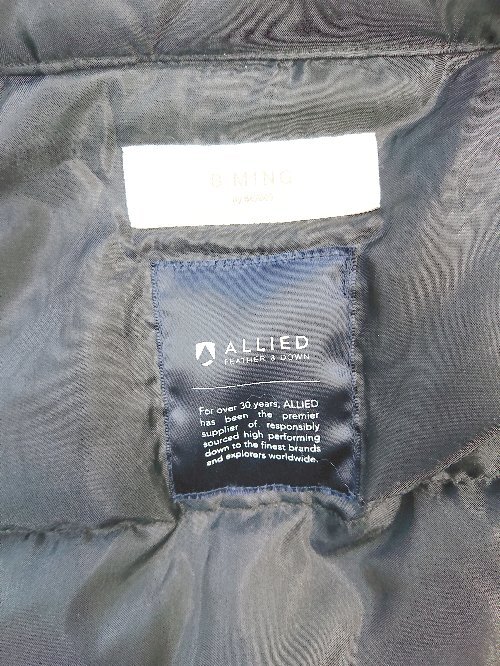 B:MING
by BEAMS
ALLIED
FEATHER & DOWN
For over 30 years, ALLIED
has been the premier
supplier of responsibly
sourced high performing
down to the finest brands
and explorers worldwide.